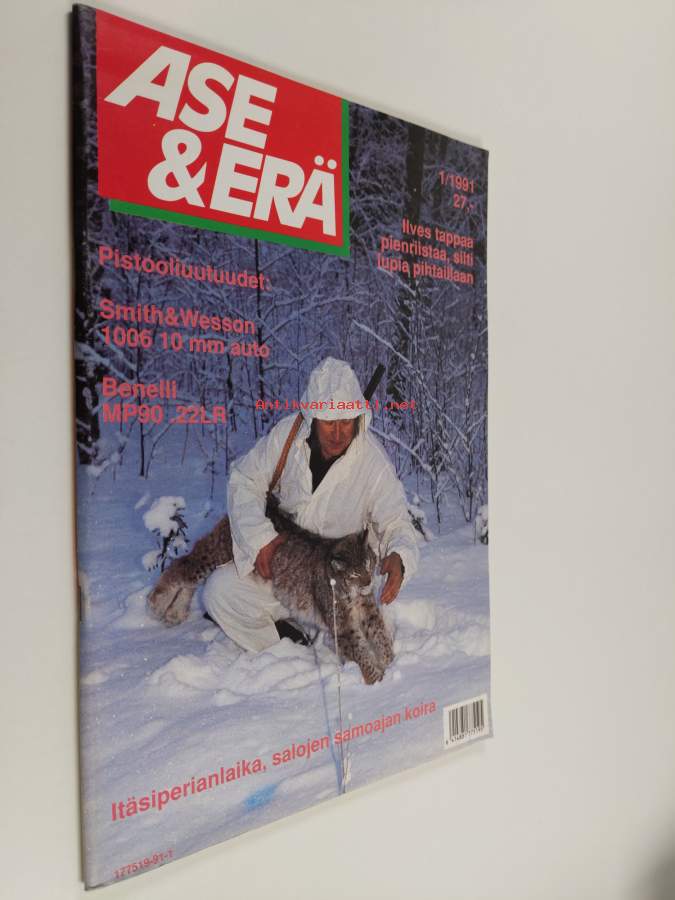 ASE
&ERÄ
1/1991
27,-
Ilves tappaa
pienriistaa, silti
lupia pihtaillaan
Pistooliuutuudet:
Smith&Wesson
1006 10 mm auto
Benelli
MP90 .22LR
Antikvariaatti.net
Itäsiperianlaika, salojen samoajan koira
177519-91-1